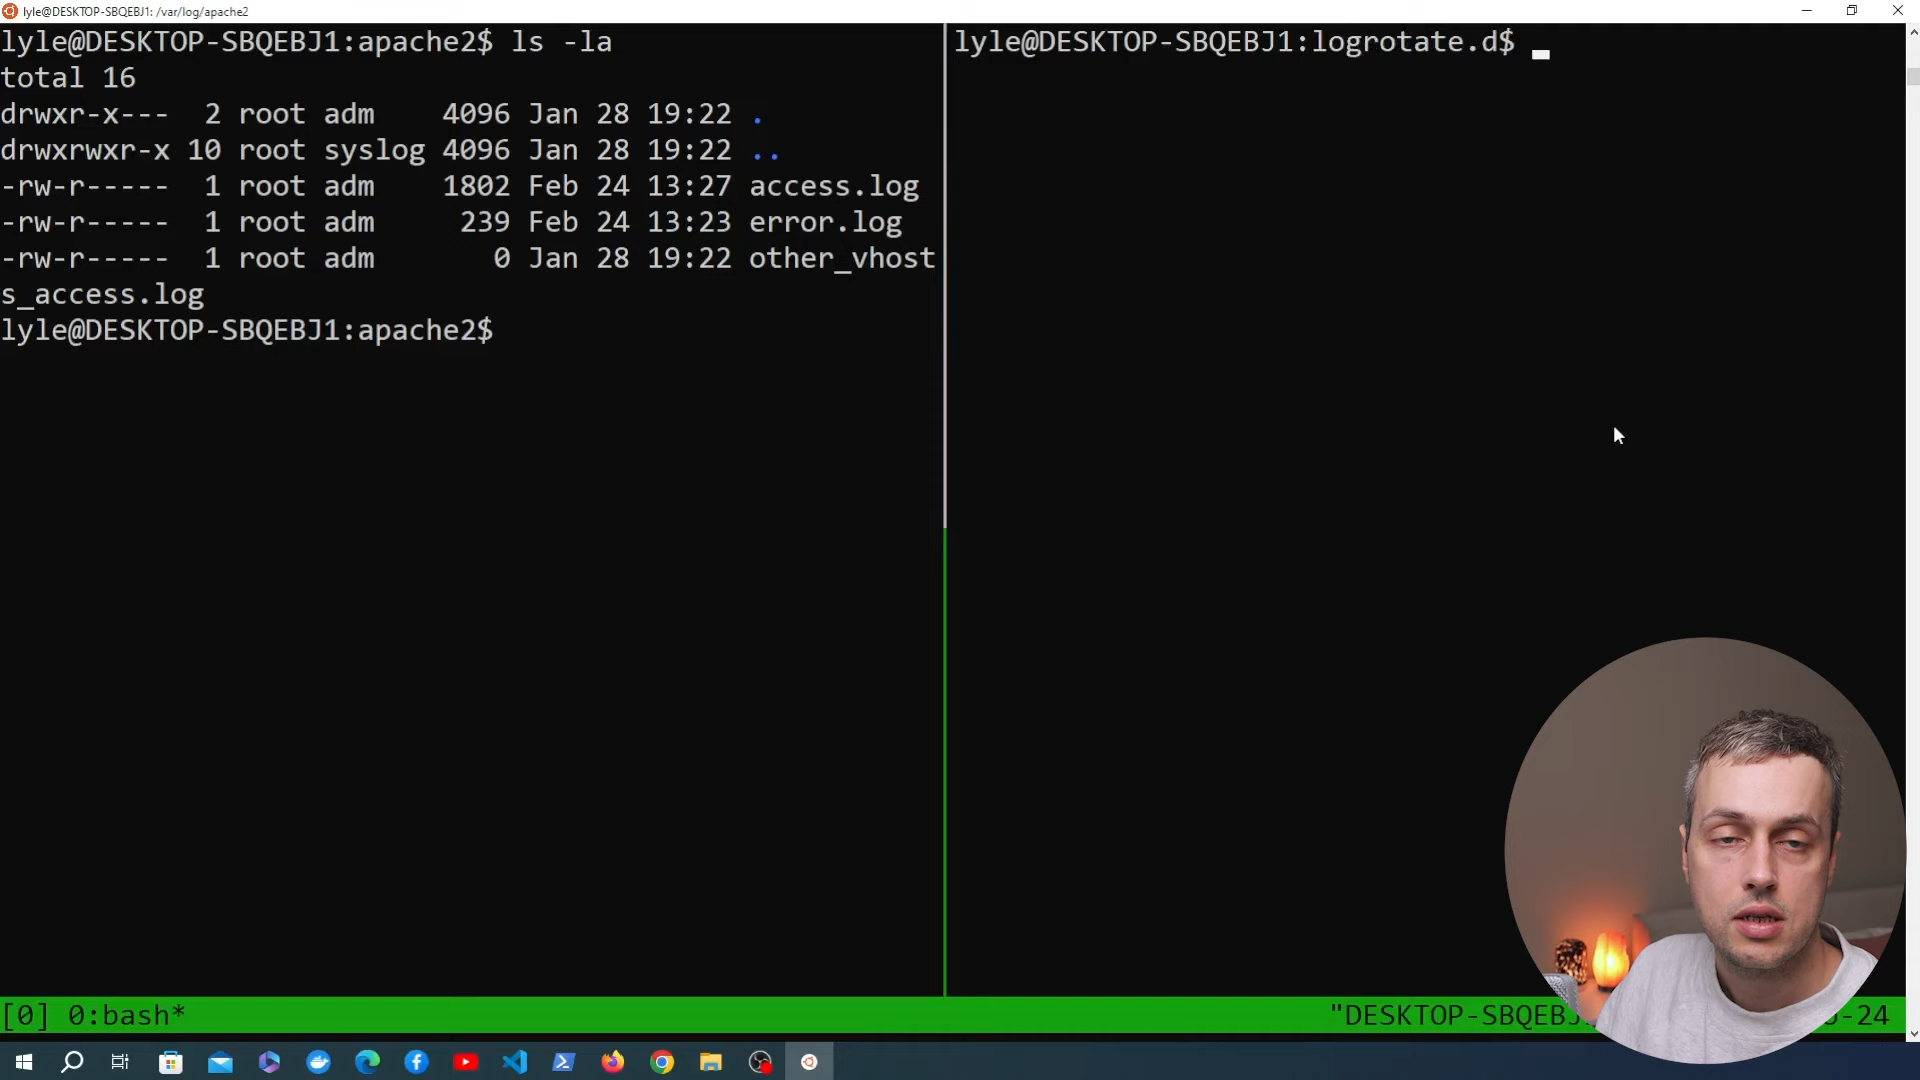 lyle@DESKTOP-SBQEBJ1: /var/log/apache2
lyle@DESKTOP-SBQEBJ1:apache2$ ls -la
total 16
drwxr-x---  2 root adm    4096 Jan 28 19:22 .
drwxrwxr-x 10 root syslog 4096 Jan 28 19:22 ..
-rw-r-----  1 root adm    1802 Feb 24 13:27 access.log
-rw-r-----  1 root adm     239 Feb 24 13:23 error.log
-rw-r-----  1 root adm       0 Jan 28 19:22 other_vhost
s_access.log
lyle@DESKTOP-SBQEBJ1:apache2$
lyle@DESKTOP-SBQEBJ1:logrotate.d$
[0] 0:bash*
"DESKTOP-SBQEB
-24